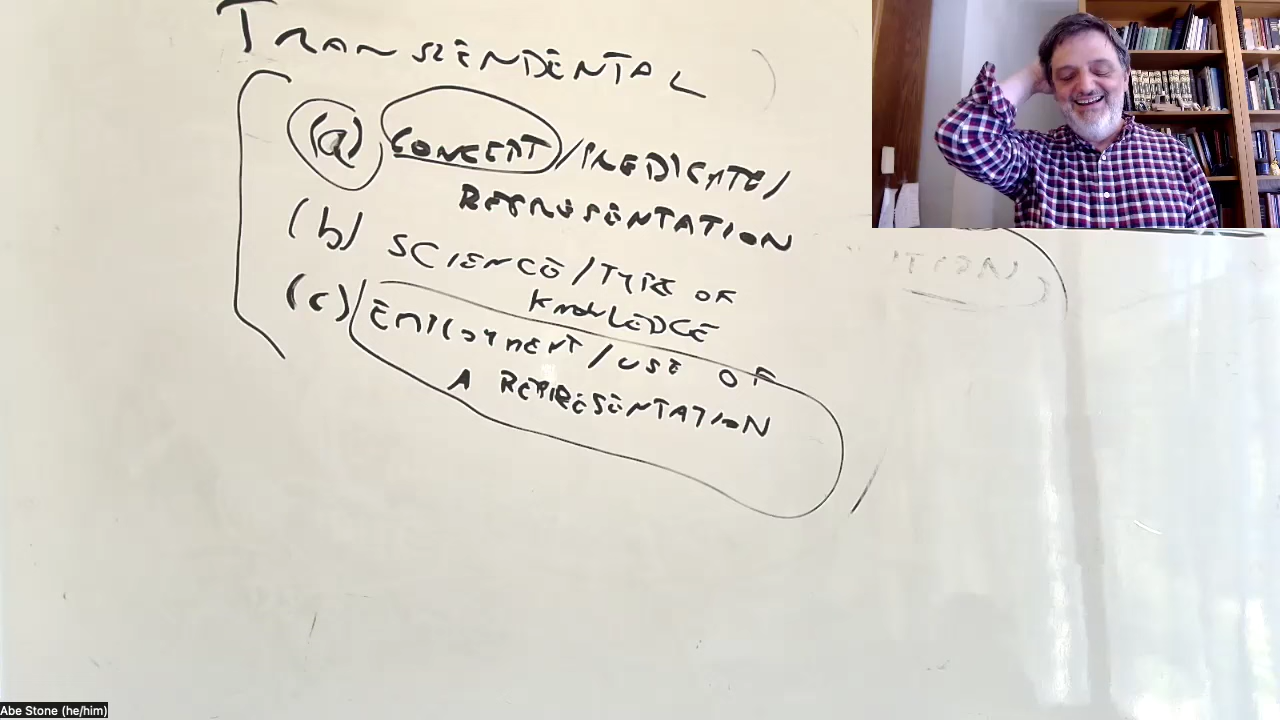 TRANSCENDENTAL
(a) CONCEPT/PREDICATE/
REPRESENTATION
(b) SCIENCE/TYPE OF
KNOWLEDGE
(c) EMPLOYMENT/USE OF
A REPRESENTATION
Abe Stone (he/him)